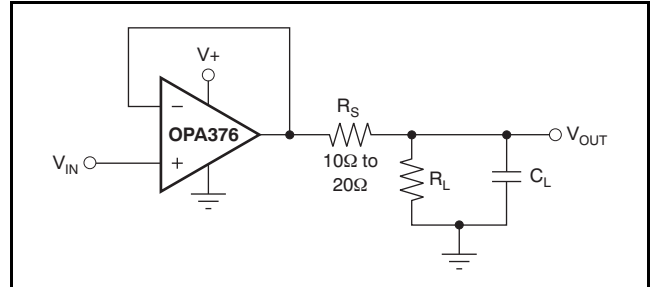 V+
−
OPA376
+
V_IN
R_S
10Ω to
20Ω
R_L
C_L
V_OUT